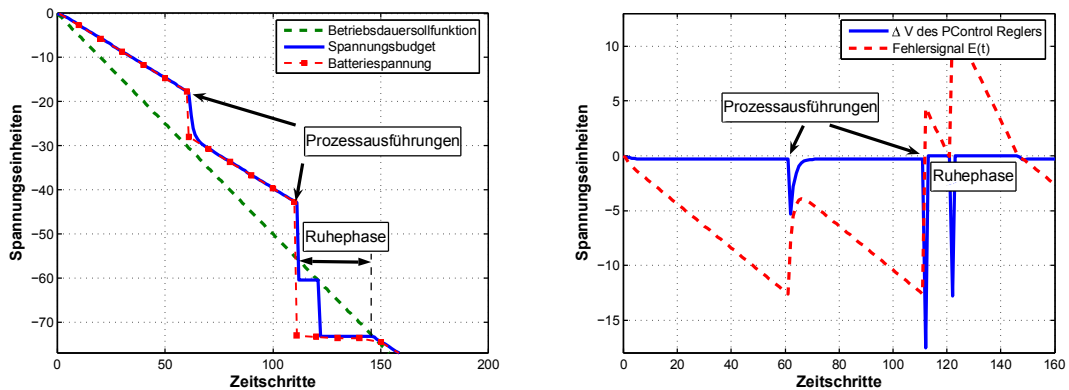 0
−10
−20
−30
−40
−50
−60
−70
0
50
100
150
200
Spannungseinheiten
Zeitschritte
Betriebsdauersollfunktion
Spannungsbudget
Batteriespannung
Prozessausführungen
Ruhephase
10
5
0
−5
−10
−15
0
20
40
60
80
100
120
140
160
Spannungseinheiten
Zeitschritte
Δ V des PControl Reglers
Fehlersignal E(t)
Prozessausführungen
Ruhephase